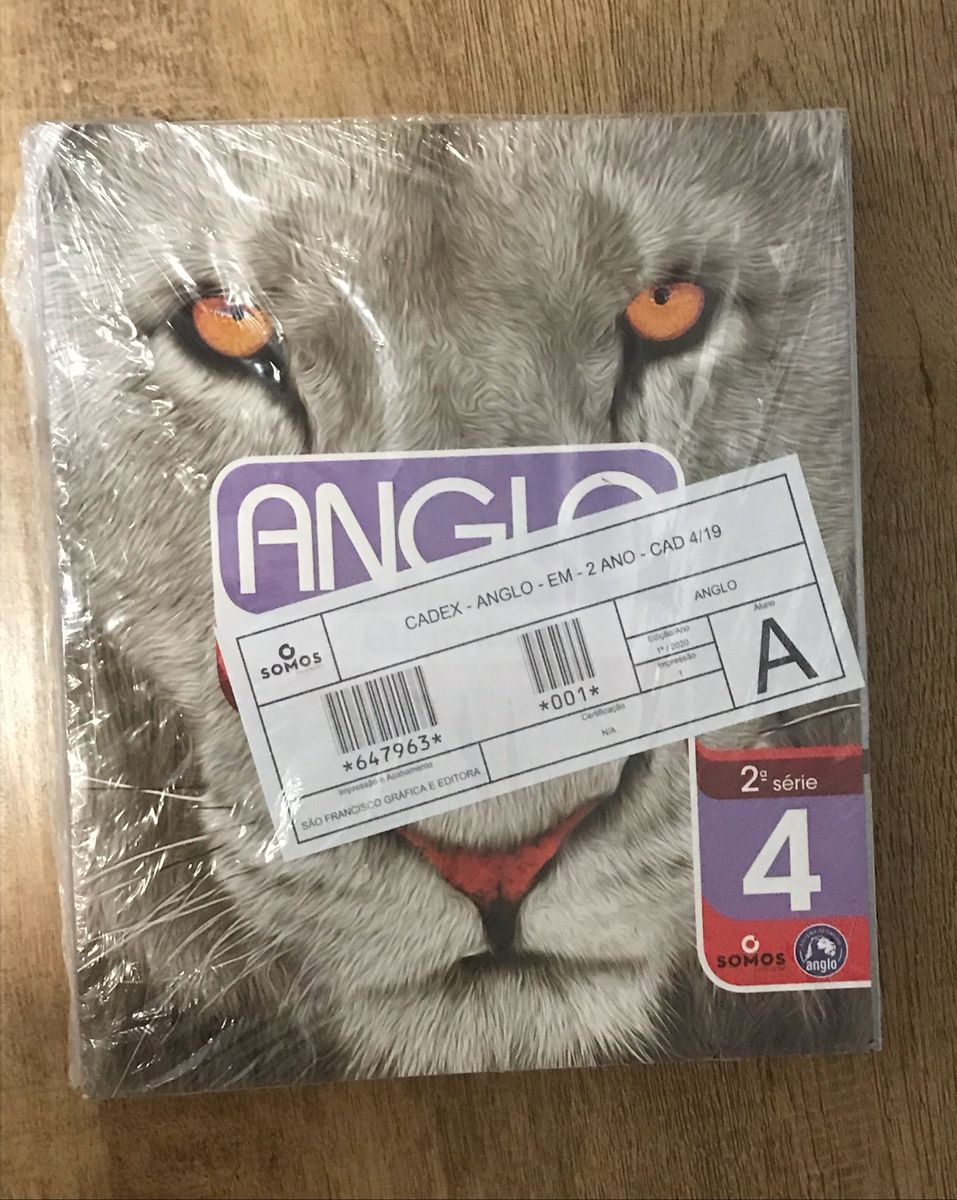 ANGLO
CADEX - ANGLO - EM - 2 ANO - CAD 4/19
SOMOS
ANGLO
Edição/Ano
1ª / 2020
Impressão
1
Aluno
A
*647963*
*001*
Impressão e Acabamento
SÃO FRANCISCO GRÁFICA E EDITORA
Certificação
N/A
2ª série
4
SOMOS
anglo